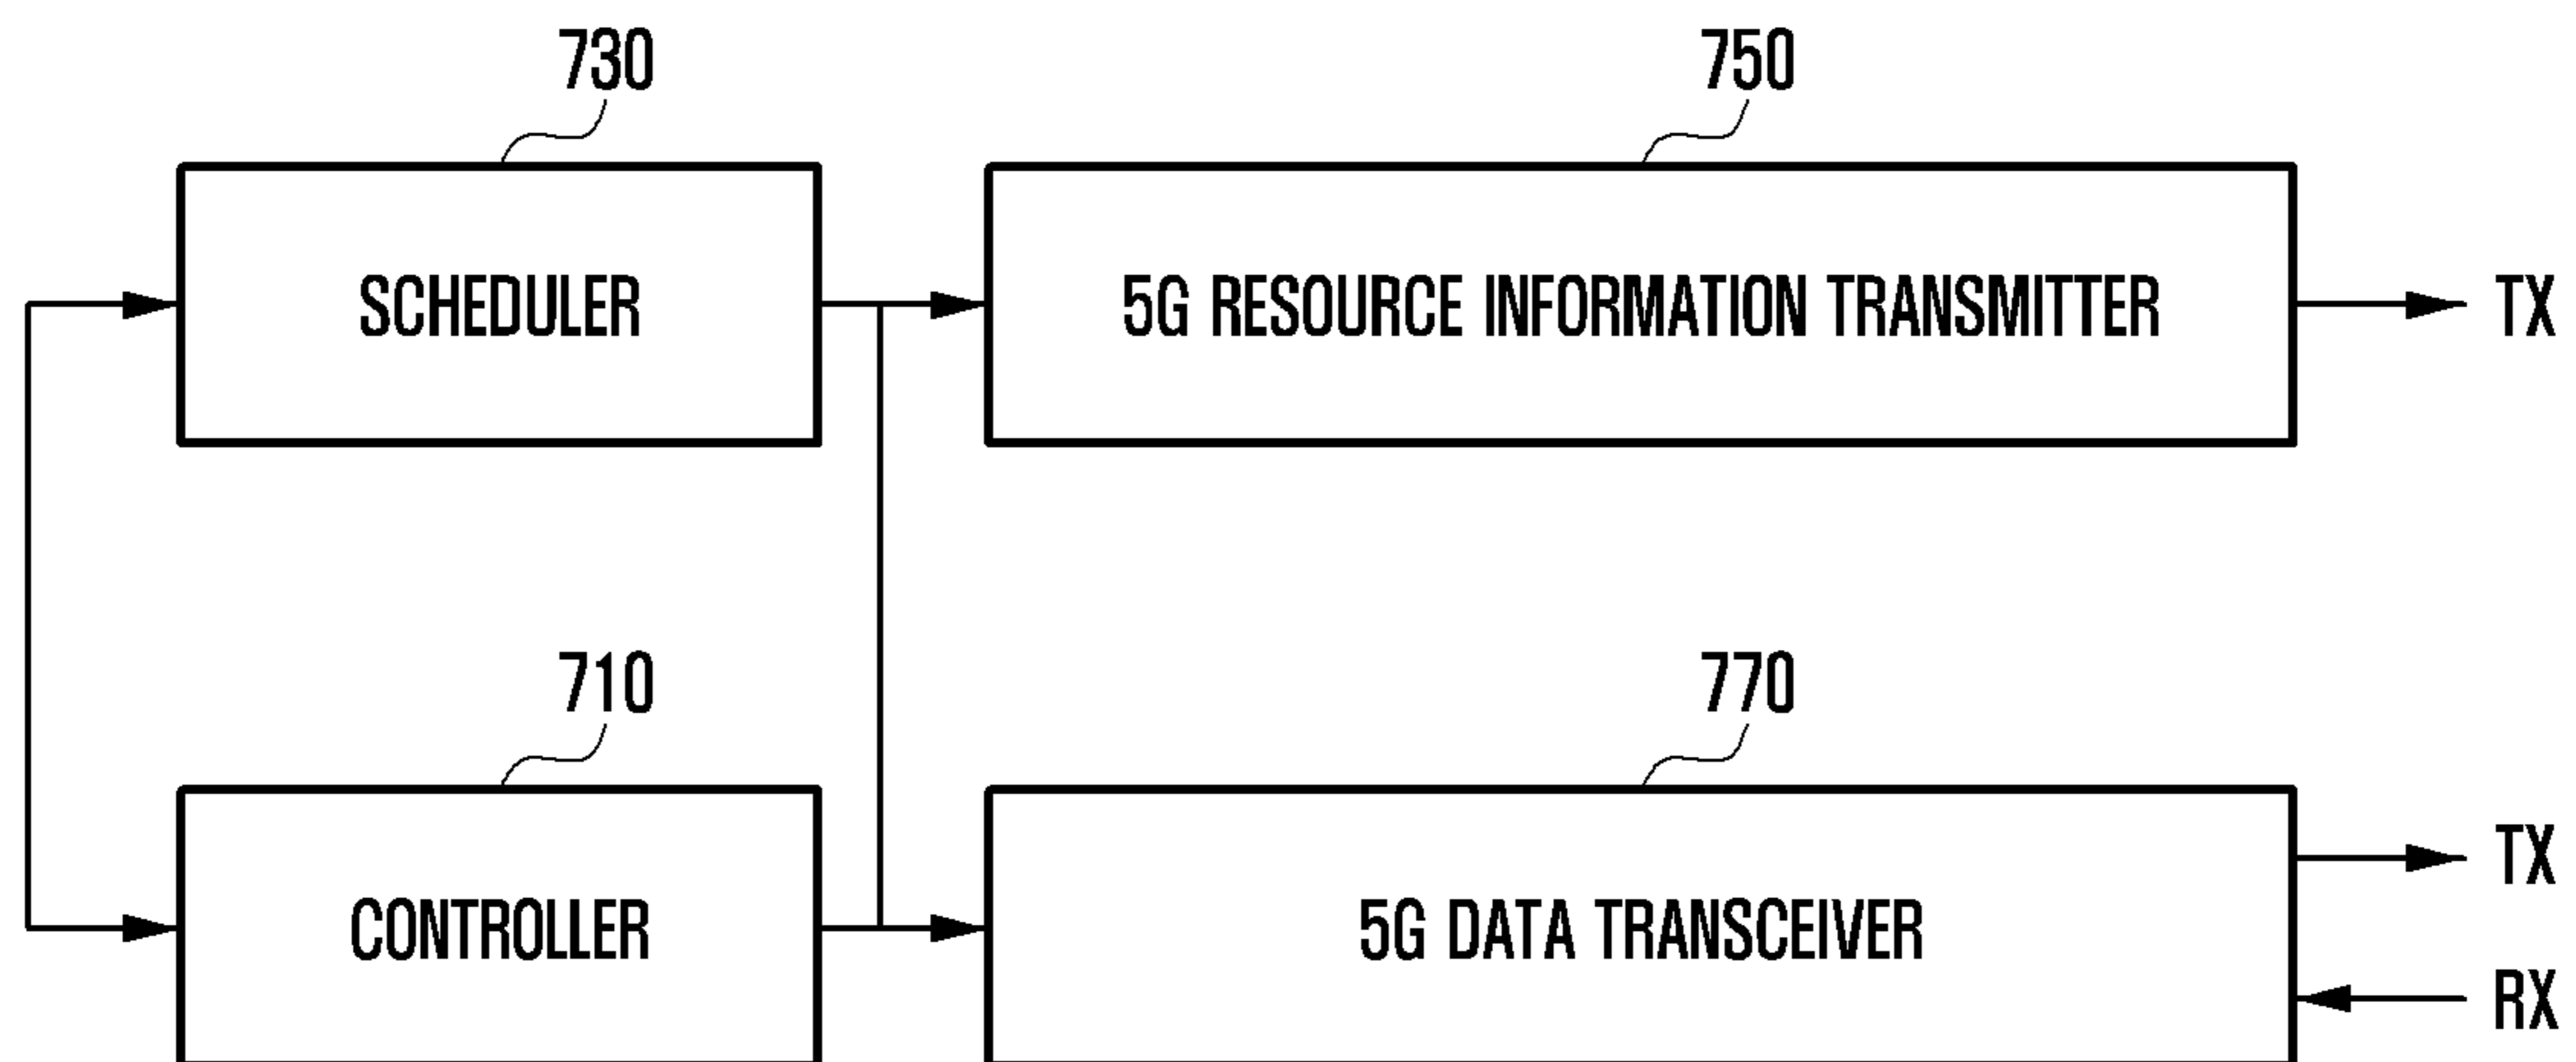 730
750
SCHEDULER
5G RESOURCE INFORMATION TRANSMITTER
TX
710
770
CONTROLLER
5G DATA TRANSCEIVER
TX
RX